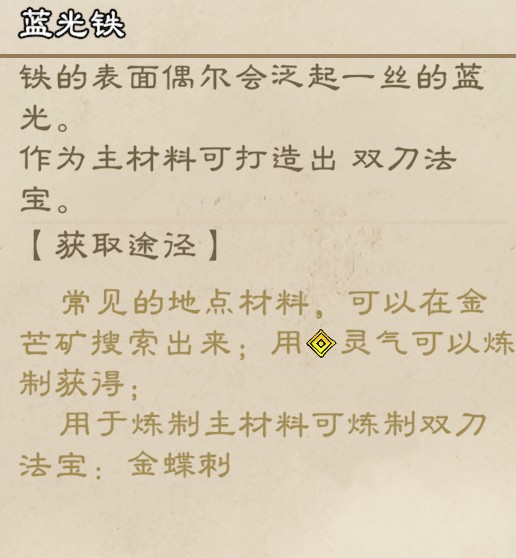 蓝光铁
铁的表面偶尔会泛起一丝的蓝
光。
作为主材料可打造出 双刀法
宝。
【获取途径】
常见的地点材料，可以在金
芒矿搜索出来；用灵气可以炼
制获得；
用于炼制主材料可炼制双刀
法宝：金蝶刺